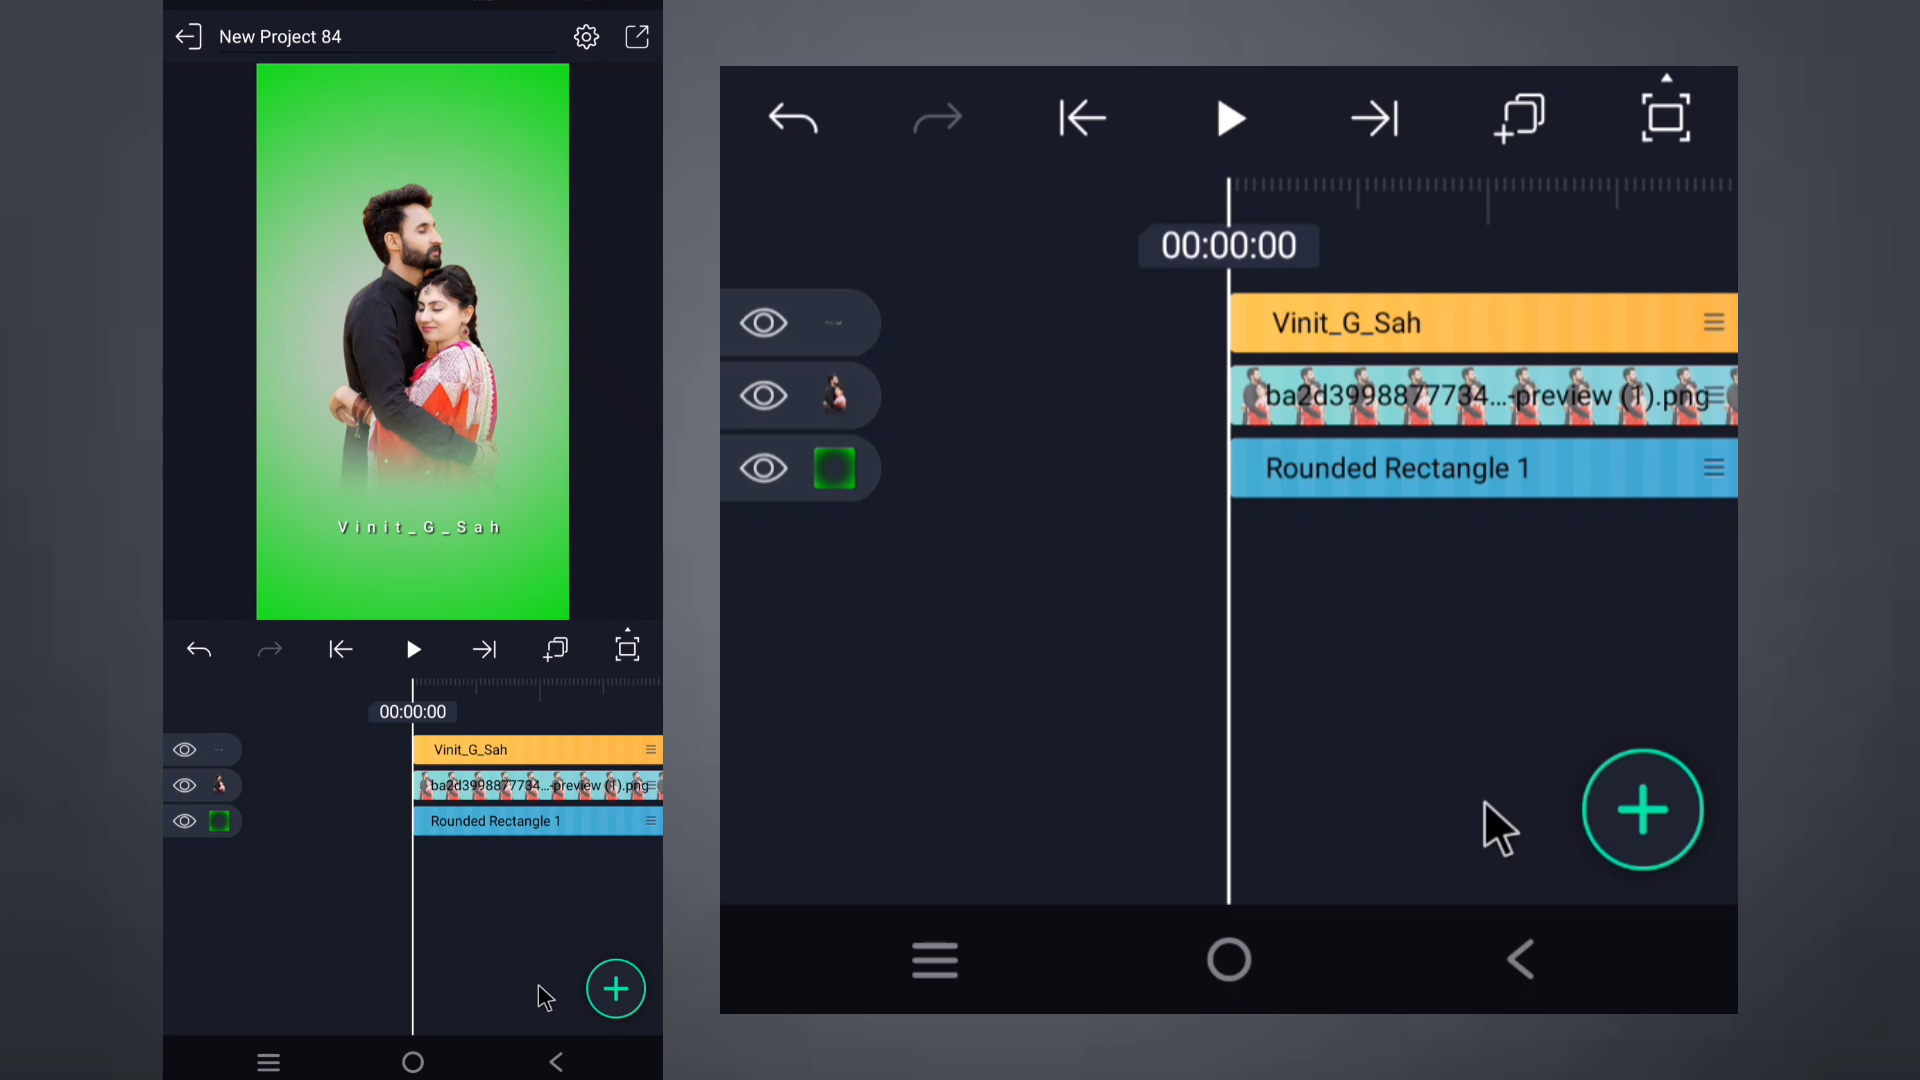 New Project 84
Vinit_G_Sah
00:00:00
Vinit_G_Sah
ba2d3998877734...-preview (1).png
Rounded Rectangle 1
00:00:00
Vinit_G_Sah
ba2d3998877734...-preview (1).png
Rounded Rectangle 1